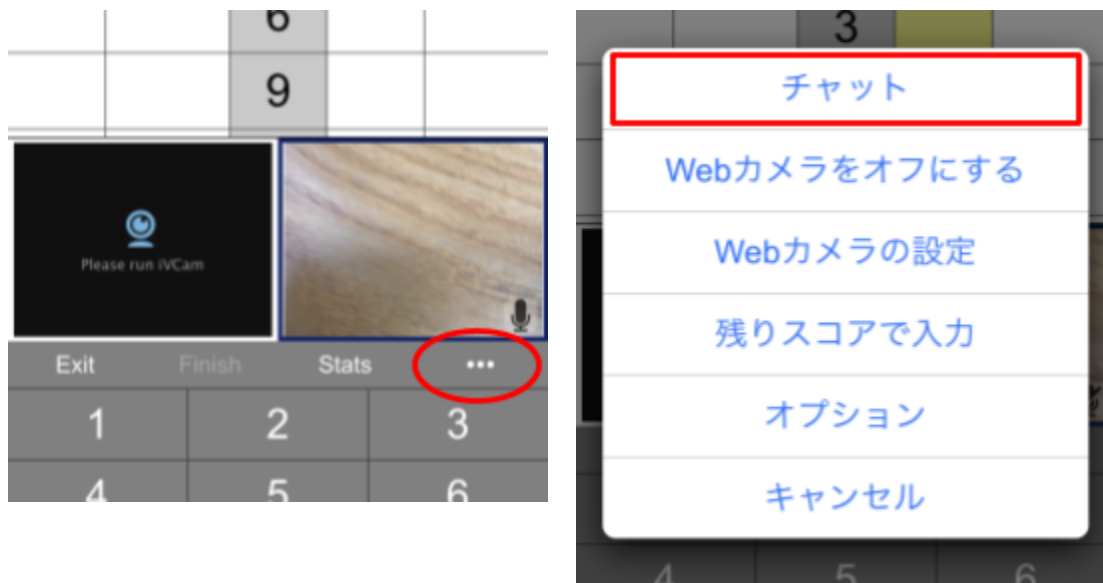 6
9
Please run iVCam
Exit Finish Stats •••
1 2 3
4 5 6
3
チャット
Webカメラをオフにする
Webカメラの設定
残りスコアで入力
オプション
キャンセル
4 5 6